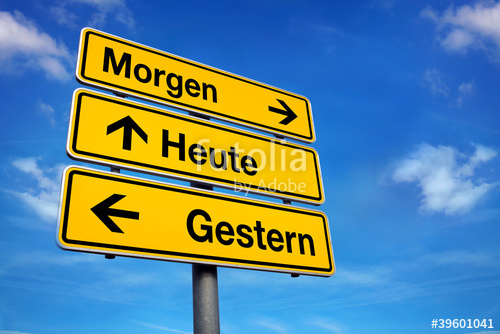 Morgen
Heute
Gestern
fotolia
by Adobe
© #39601041